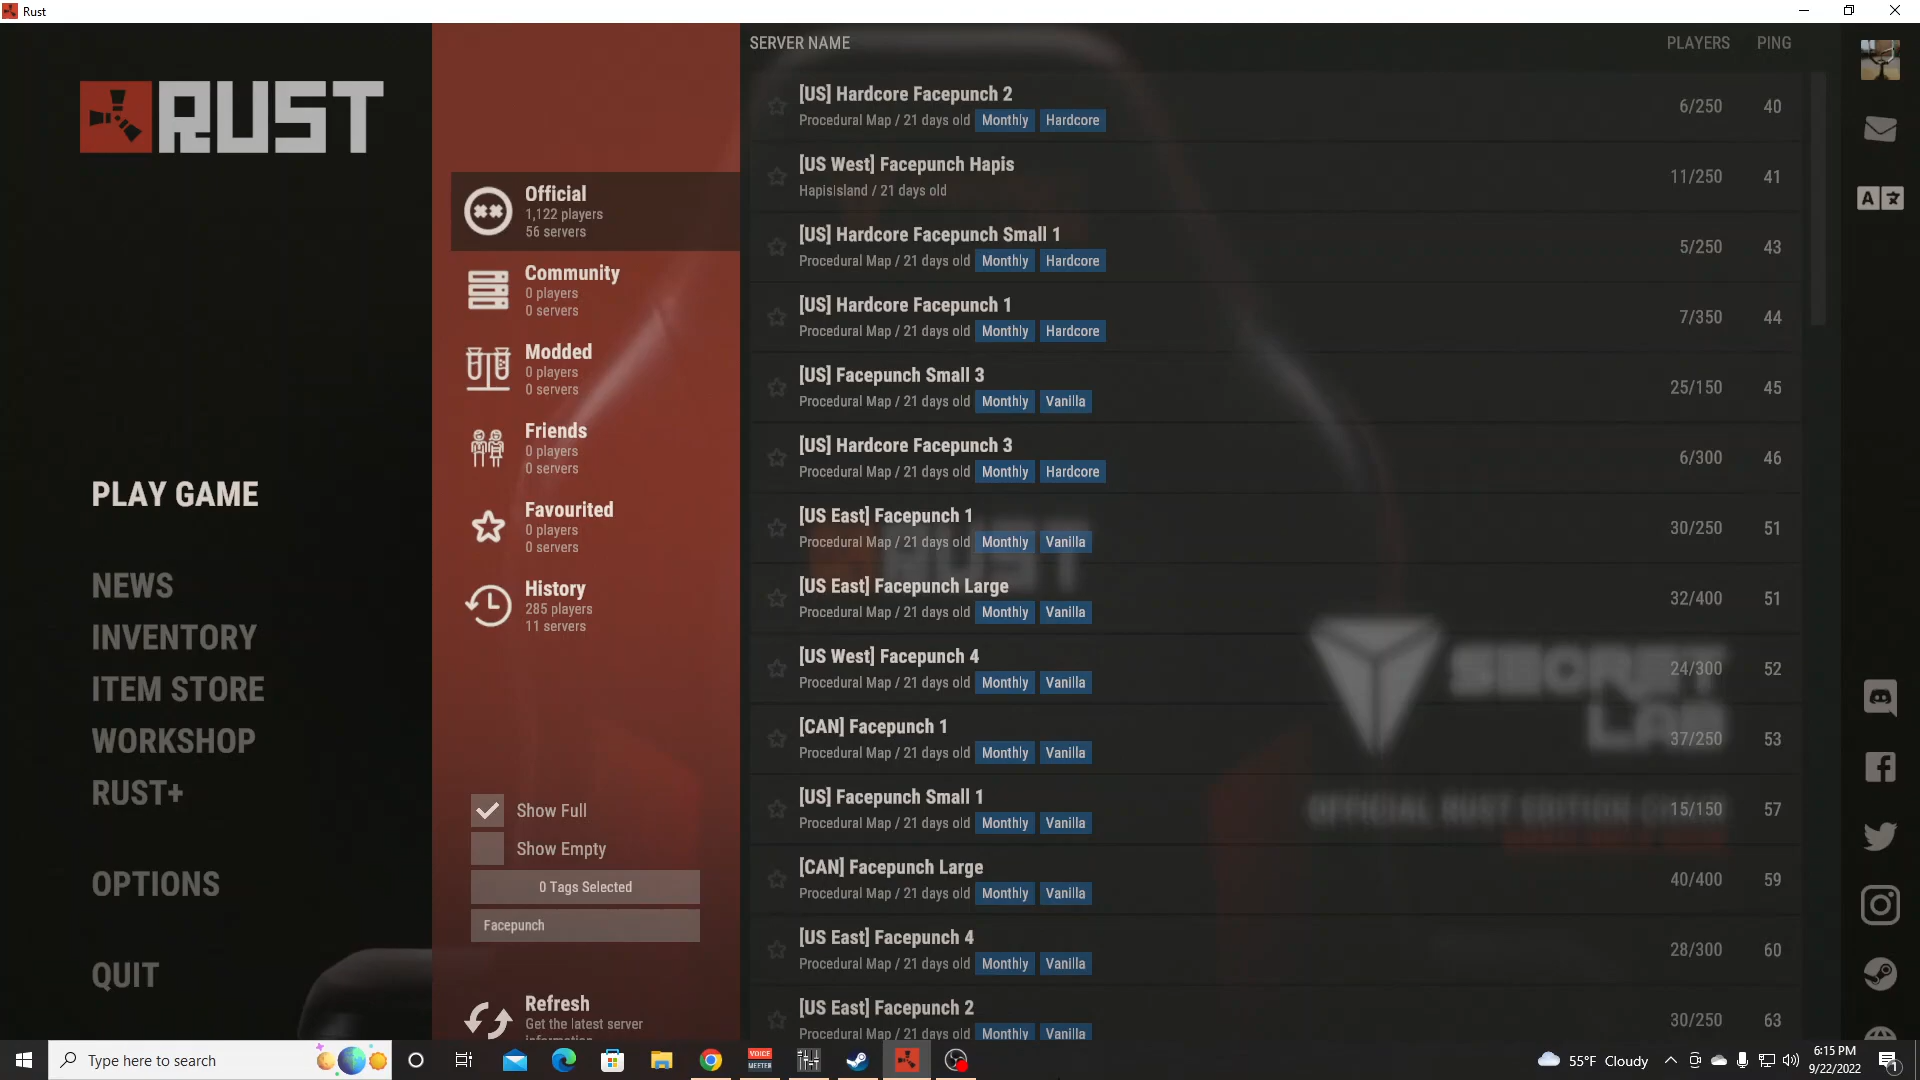 Rust
RUST
PLAY GAME
NEWS
INVENTORY
ITEM STORE
WORKSHOP
RUST+
OPTIONS
QUIT
Official
1,122 players
56 servers
Community
0 players
0 servers
Modded
0 players
0 servers
Friends
0 players
0 servers
Favourited
0 players
0 servers
History
285 players
11 servers
Show Full
Show Empty
0 Tags Selected
Facepunch
Refresh
Get the latest server
information
SERVER NAME PLAYERS PING
[US] Hardcore Facepunch 2
Procedural Map / 21 days old Monthly Hardcore 6/250 40
[US West] Facepunch Hapis
HapisIsland / 21 days old 11/250 41
[US] Hardcore Facepunch Small 1
Procedural Map / 21 days old Monthly Hardcore 5/250 43
[US] Hardcore Facepunch 1
Procedural Map / 21 days old Monthly Hardcore 7/350 44
[US] Facepunch Small 3
Procedural Map / 21 days old Monthly Vanilla 25/150 45
[US] Hardcore Facepunch 3
Procedural Map / 21 days old Monthly Hardcore 6/300 46
[US East] Facepunch 1
Procedural Map / 21 days old Monthly Vanilla 30/250 51
[US East] Facepunch Large
Procedural Map / 21 days old Monthly Vanilla 32/400 51
[US West] Facepunch 4
Procedural Map / 21 days old Monthly Vanilla 24/300 52
[CAN] Facepunch 1
Procedural Map / 21 days old Monthly Vanilla 37/250 53
[US] Facepunch Small 1
Procedural Map / 21 days old Monthly Vanilla 15/150 57
[CAN] Facepunch Large
Procedural Map / 21 days old Monthly Vanilla 40/400 59
[US East] Facepunch 4
Procedural Map / 21 days old Monthly Vanilla 28/300 60
[US East] Facepunch 2
Procedural Map / 21 days old Monthly Vanilla 30/250 63
RUST
SECRET
LAB
OFFICIAL RUST EDITION CHAIR
A
Type here to search
VOICE
MEETER
55°F Cloudy
6:15 PM
9/22/2022
1